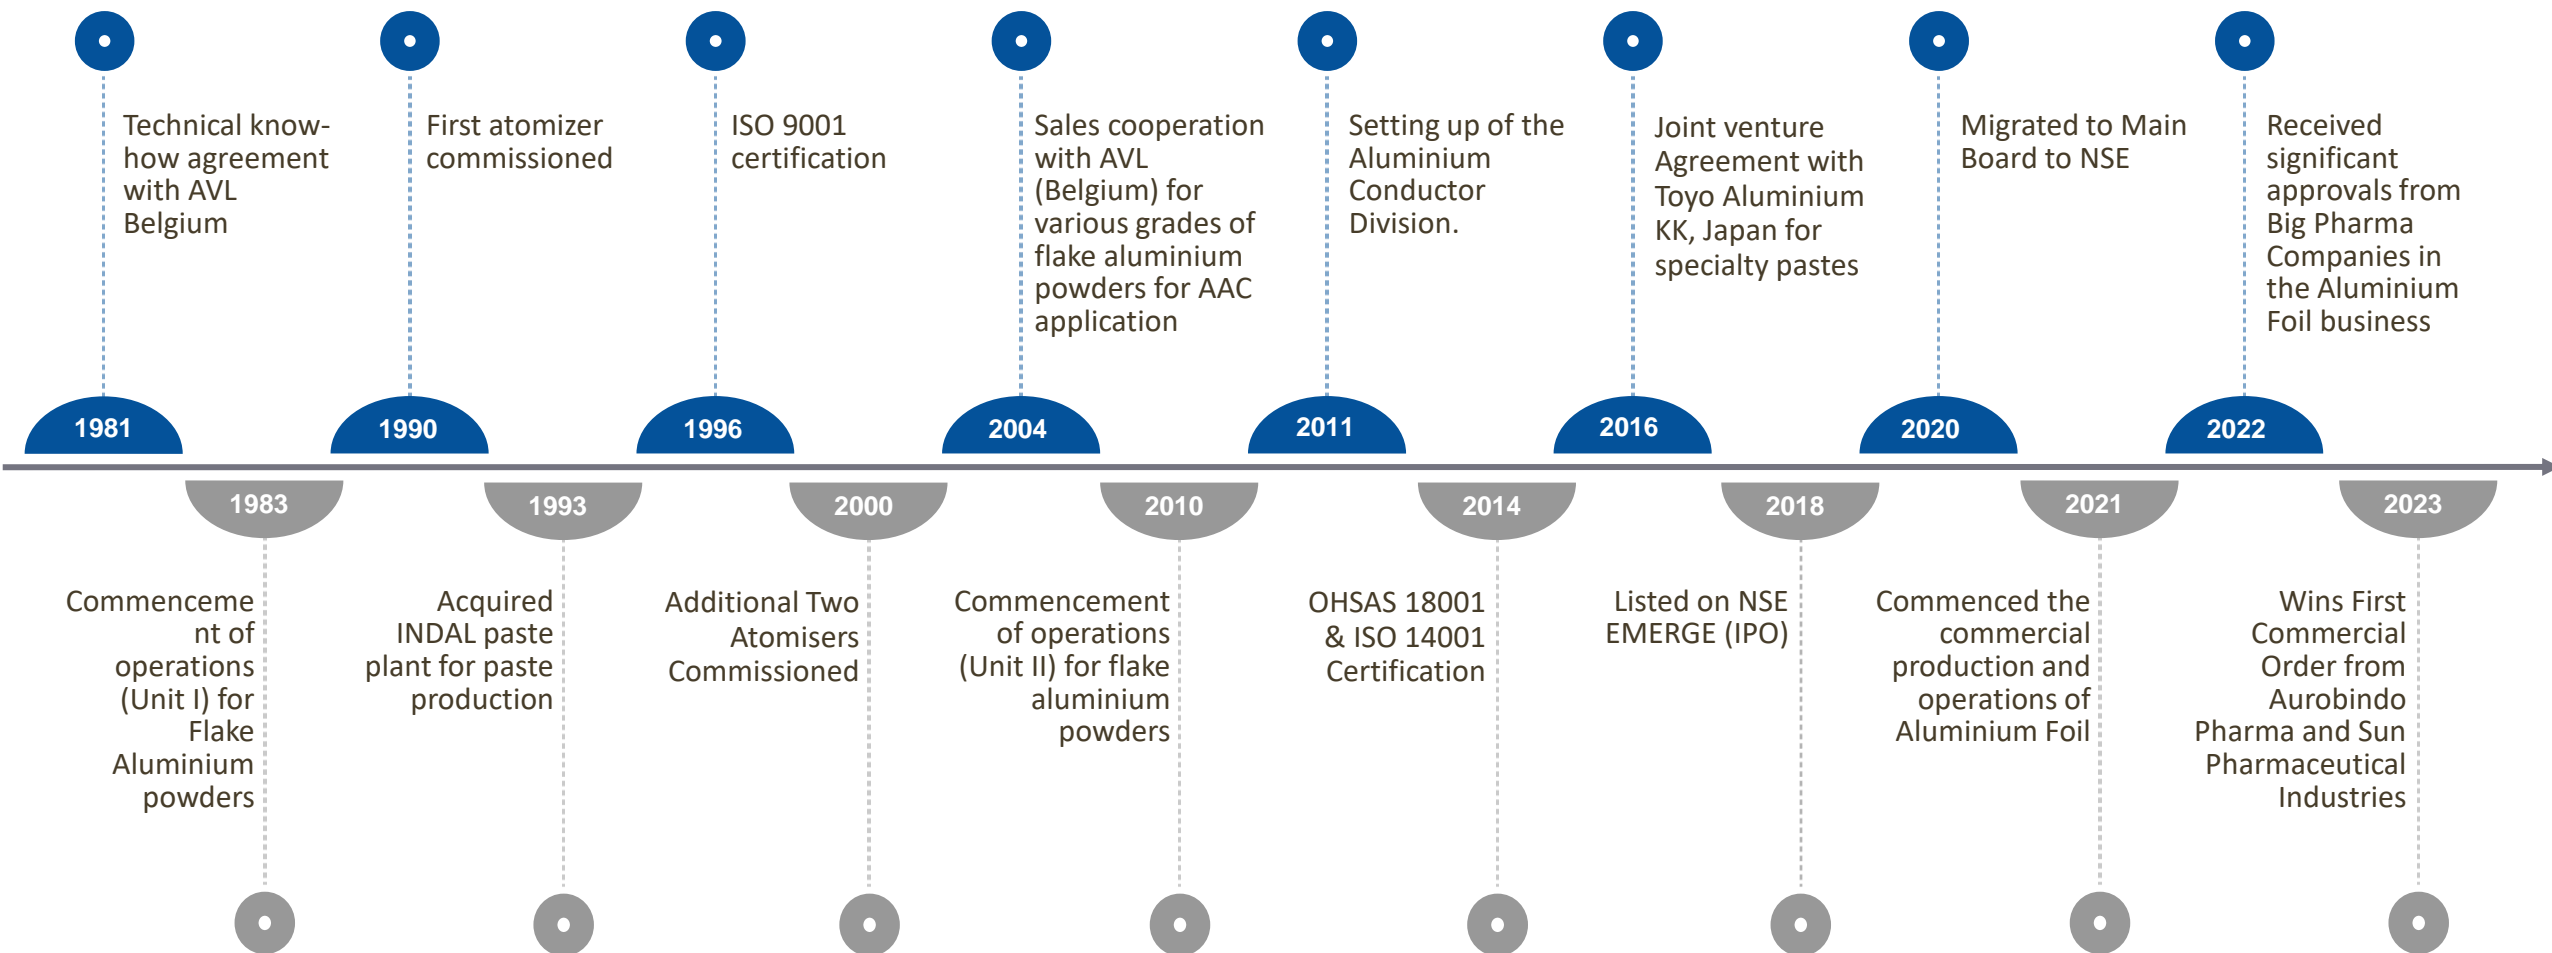 Technical know-
how agreement
with AVL
Belgium
First atomizer
commissioned
ISO 9001
certification
Sales cooperation
with AVL
(Belgium) for
various grades of
flake aluminium
powders for AAC
application
Setting up of the
Aluminium
Conductor
Division.
Joint venture
Agreement with
Toyo Aluminium
KK, Japan for
specialty pastes
Migrated to Main
Board to NSE
Received
significant
approvals from
Big Pharma
Companies in
the Aluminium
Foil business
1981
1990
1996
2004
2011
2016
2020
2022
1983
1993
2000
2010
2014
2018
2021
2023
Commenceme
nt of
operations
(Unit I) for
Flake
Aluminium
powders
Acquired
INDAL paste
plant for paste
production
Additional Two
Atomisers
Commissioned
Commencement
of operations
(Unit II) for flake
aluminium
powders
OHSAS 18001
& ISO 14001
Certification
Listed on NSE
EMERGE (IPO)
Commenced the
commercial
production and
operations of
Aluminium Foil
Wins First
Commercial
Order from
Aurobindo
Pharma and Sun
Pharmaceutical
Industries